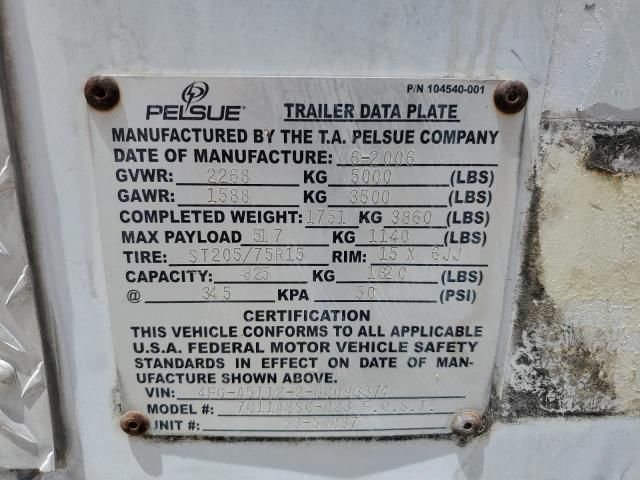 P/N 104540-001
PELSUE® TRAILER DATA PLATE
MANUFACTURED BY THE T.A. PELSUE COMPANY
DATE OF MANUFACTURE: 06-2006
GVWR: 2268 KG 5000 (LBS)
GAWR: 1588 KG 3500 (LBS)
COMPLETED WEIGHT: 1751 KG 3860 (LBS)
MAX PAYLOAD 517 KG 1140 (LBS)
TIRE: ST205/75R15 RIM: 15 X 6JJ
CAPACITY: 825 KG 1820 (LBS)
@ 345 KPA 50 (PSI)
CERTIFICATION
THIS VEHICLE CONFORMS TO ALL APPLICABLE
U.S.A. FEDERAL MOTOR VEHICLE SAFETY
STANDARDS IN EFFECT ON DATE OF MAN-
UFACTURE SHOWN ABOVE.
VIN:
MODEL #: F.O.S.T.
UNIT #: